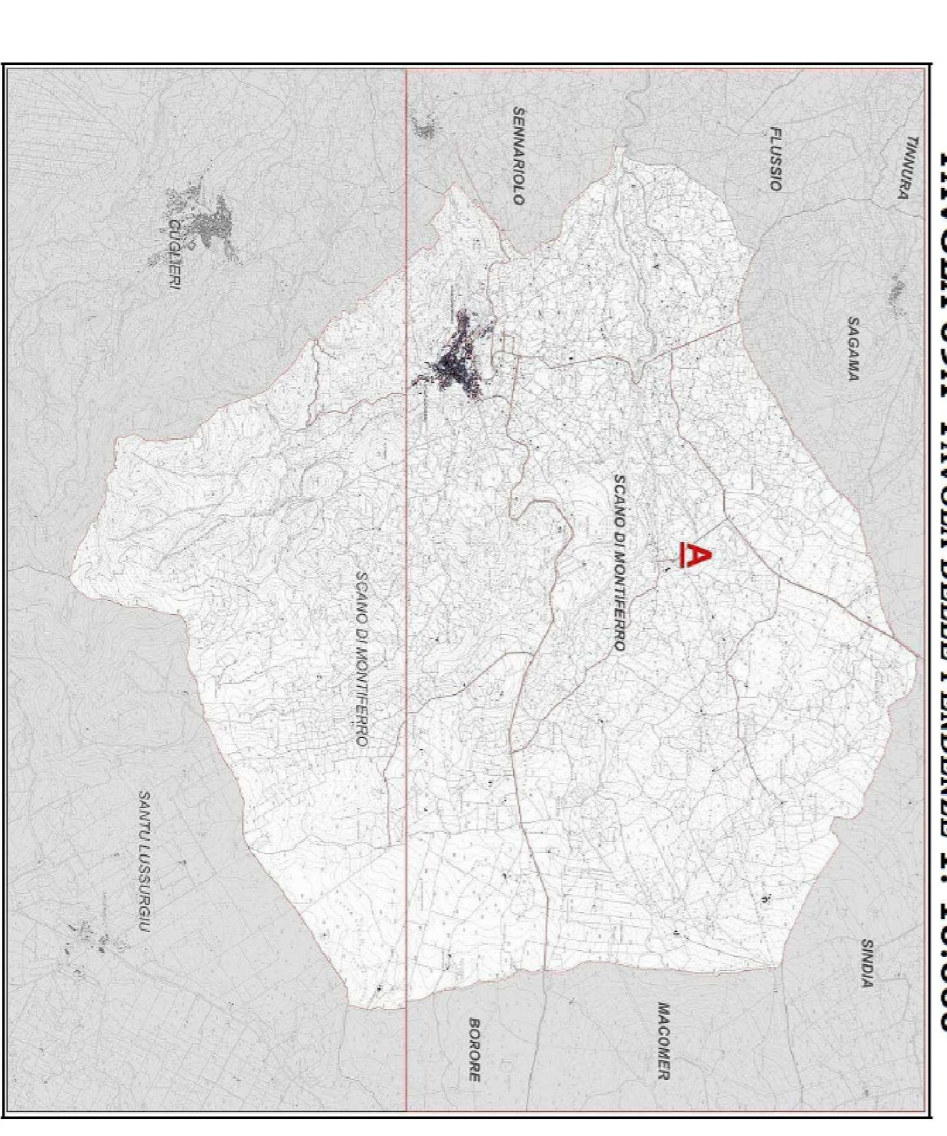 TINNURA
SINDIA
SAGAMA
FLUSSIO
A
MACOMER
SCANO DI MONTIFERRO
SENNARIOLO
BORORE
SCANO DI MONTIFERRO
CUGLIERI
SANTU LUSSURGIU